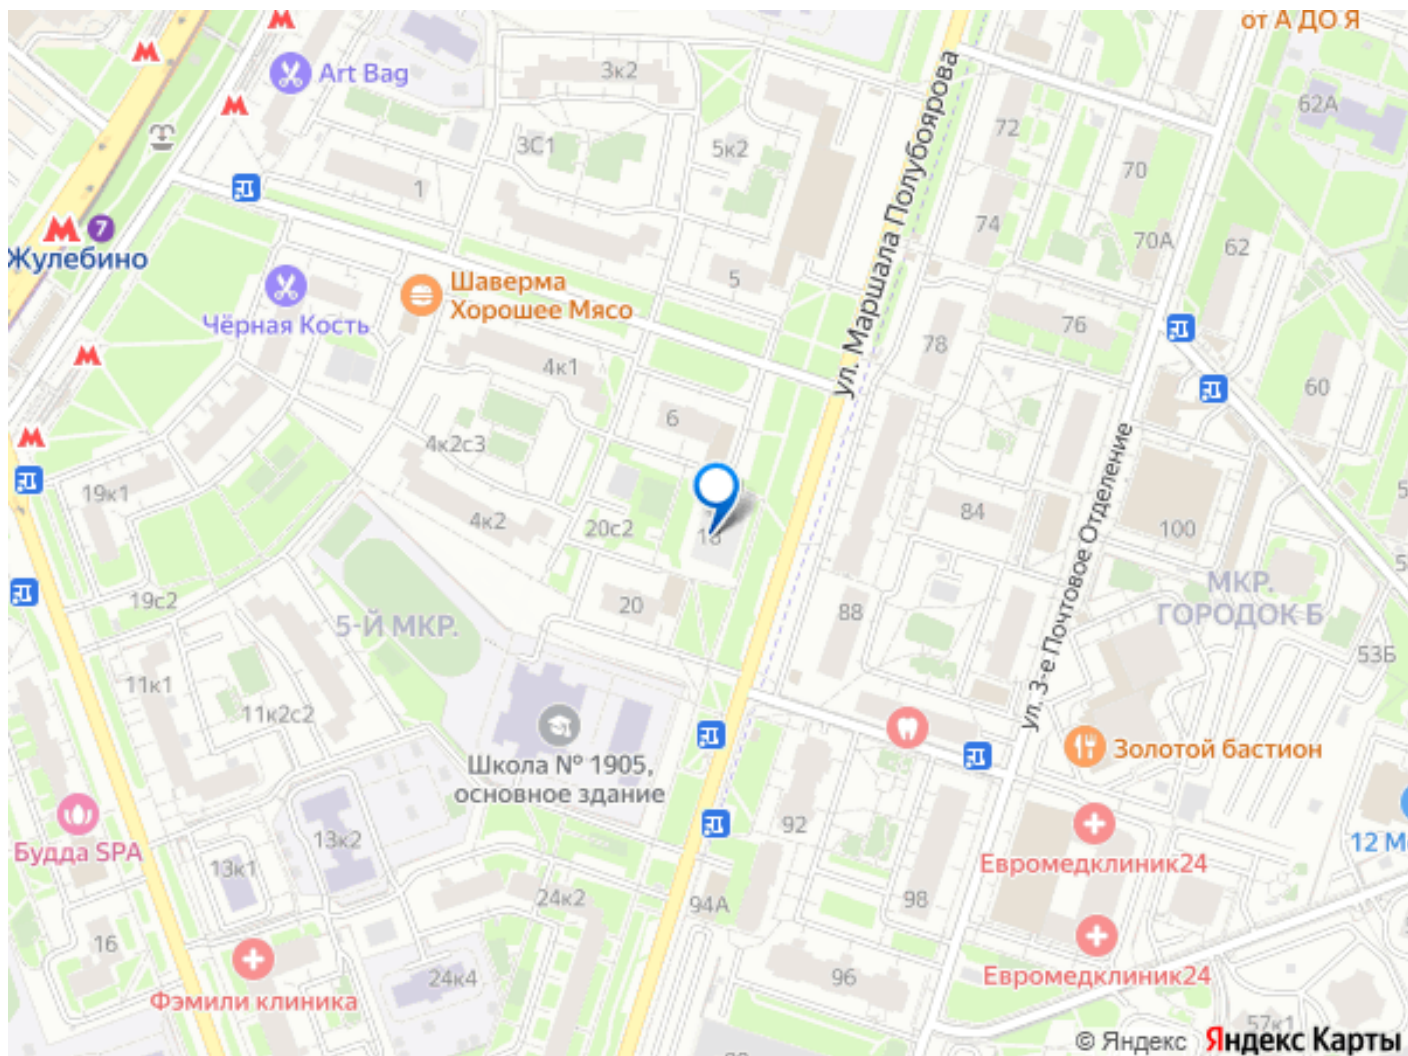 от А ДО Я
Art Bag
3к2
62А
72
3С1
5к2
70
1
74
70А
62
7
Жулебино
ул. Маршала Полубоярова
Шаверма
Хорошее Мясо
5
Чёрная Кость
76
78
4к1
60
6
4к2с3
19к1
4к2
20с2
84
100
ул. 3-е Почтовое Отделение
19с2
5-Й МКР.
20
88
МКР.
ГОРОДОК Б
53Б
11к1
11к2с2
Школа № 1905,
основное здание
Золотой бастион
Будда SPA
13к2
13к1
92
Евромедклиник24
12 М
24к2
94А
98
16
24к4
96
Фэмили клиника
Евромедклиник24
57к1
© Яндекс Яндекс Карты